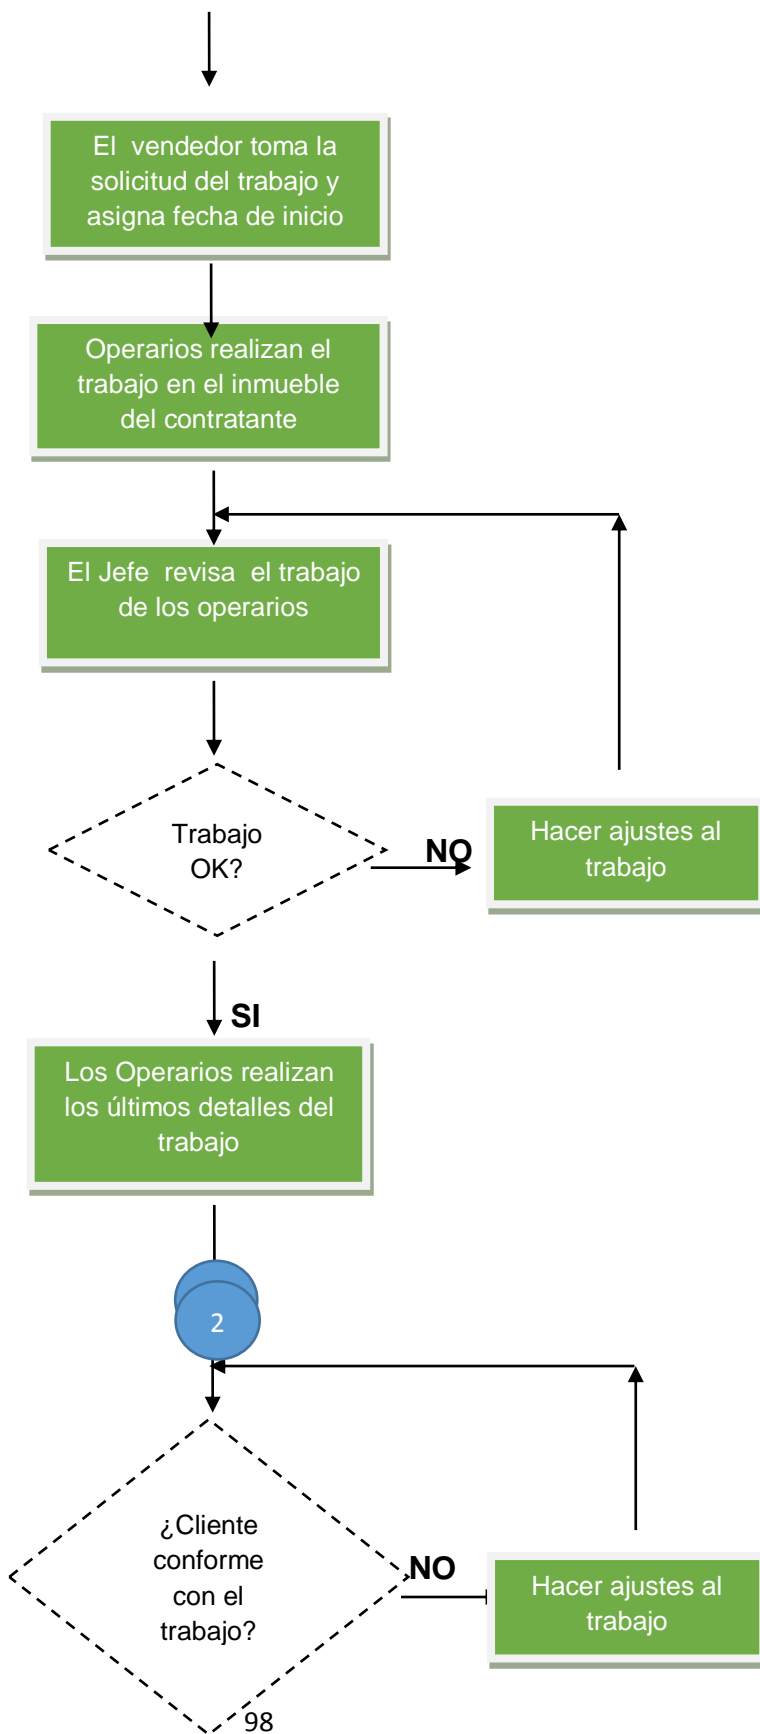 El vendedor toma la
solicitud del trabajo y
asigna fecha de inicio
Operarios realizan el
trabajo en el inmueble
del contratante
El Jefe revisa el trabajo
de los operarios
Trabajo
OK?
NO
Hacer ajustes al
trabajo
SI
Los Operarios realizan
los últimos detalles del
trabajo
2
¿Cliente
conforme
con el
trabajo?
NO
Hacer ajustes al
trabajo
98